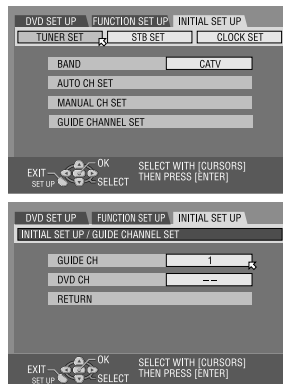 DVD SET UP FUNCTION SET UP INITIAL SET UP
TUNER SET STB SET CLOCK SET
BAND CATV
AUTO CH SET
MANUAL CH SET
GUIDE CHANNEL SET
OK
EXIT
SET UP
SELECT
SELECT WITH [CURSORS]
THEN PRESS [ENTER]
DVD SET UP FUNCTION SET UP INITIAL SET UP
INITIAL SET UP / GUIDE CHANNEL SET
GUIDE CH 1
DVD CH --
RETURN
OK
EXIT
SET UP
SELECT
SELECT WITH [CURSORS]
THEN PRESS [ENTER]